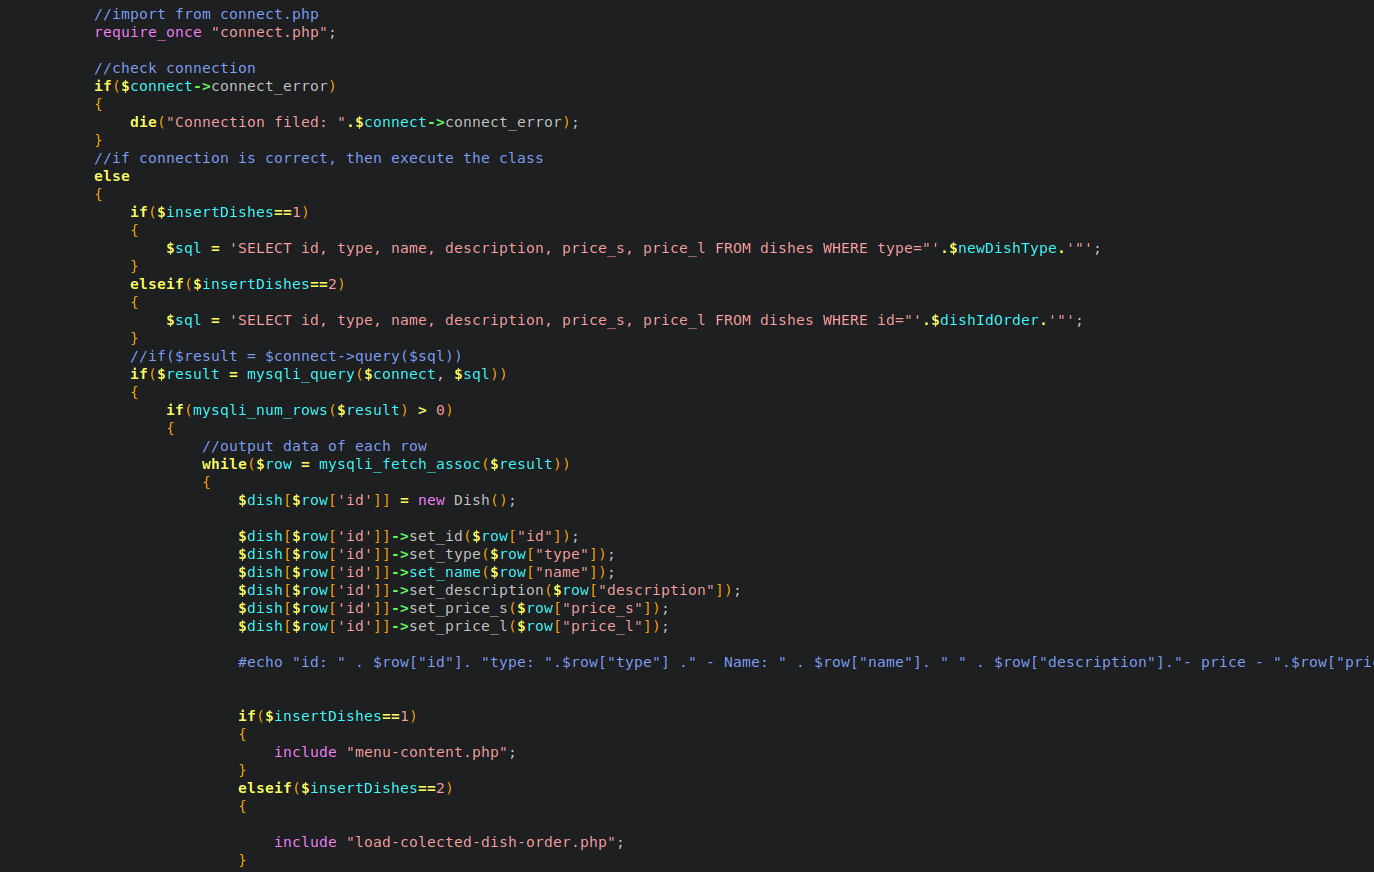 //import from connect.php
require_once "connect.php";
//check connection
if($connect->connect_error)
{
die("Connection filed: ".$connect->connect_error);
}
//if connection is correct, then execute the class
else
{
if($insertDishes==1)
{
$sql = 'SELECT id, type, name, description, price_s, price_l FROM dishes WHERE type="'.$newDishType.'"';
}
elseif($insertDishes==2)
{
$sql = 'SELECT id, type, name, description, price_s, price_l FROM dishes WHERE id="'.$dishIdOrder.'"';
}
//if($result = $connect->query($sql))
if($result = mysqli_query($connect, $sql))
{
if(mysqli_num_rows($result) > 0)
{
//output data of each row
while($row = mysqli_fetch_assoc($result))
{
$dish[$row['id']] = new Dish();
$dish[$row['id']]->set_id($row["id"]);
$dish[$row['id']]->set_type($row["type"]);
$dish[$row['id']]->set_name($row["name"]);
$dish[$row['id']]->set_description($row["description"]);
$dish[$row['id']]->set_price_s($row["price_s"]);
$dish[$row['id']]->set_price_l($row["price_l"]);
#echo "id: " . $row["id"]. "type: ".$row["type"] ." - Name: " . $row["name"]. " " . $row["description"]."- price - ".$row["pri
if($insertDishes==1)
{
include "menu-content.php";
}
elseif($insertDishes==2)
{
include "load-colected-dish-order.php";
}